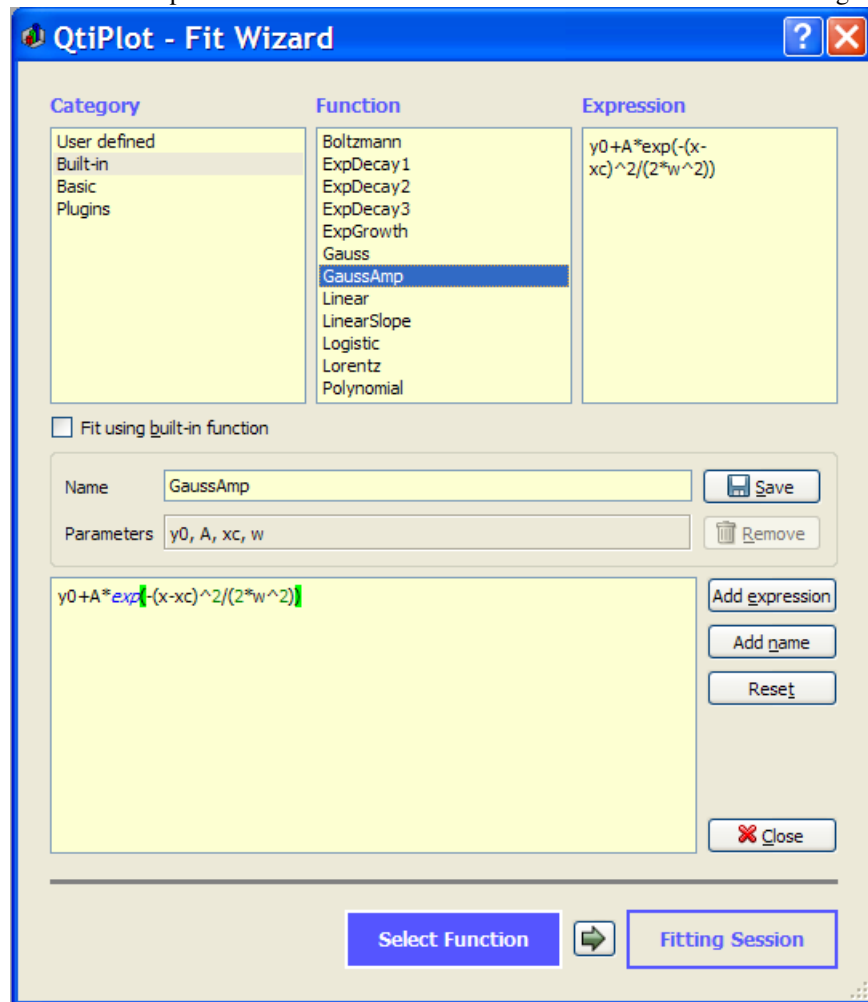 QtiPlot - Fit Wizard
Category
Function
Expression
User defined
Built-in
Basic
Plugins
Boltzmann
ExpDecay1
ExpDecay2
ExpDecay3
ExpGrowth
Gauss
GaussAmp
Linear
LinearSlope
Logistic
Lorentz
Polynomial
y0+A*exp(-(x-
xc)^2/(2*w^2))
Fit using built-in function
Name GaussAmp Save
Parameters y0, A, xc, w Remove
y0+A*exp(-(x-xc)^2/(2*w^2))
Add expression
Add name
Reset
Close
Select Function
Fitting Session